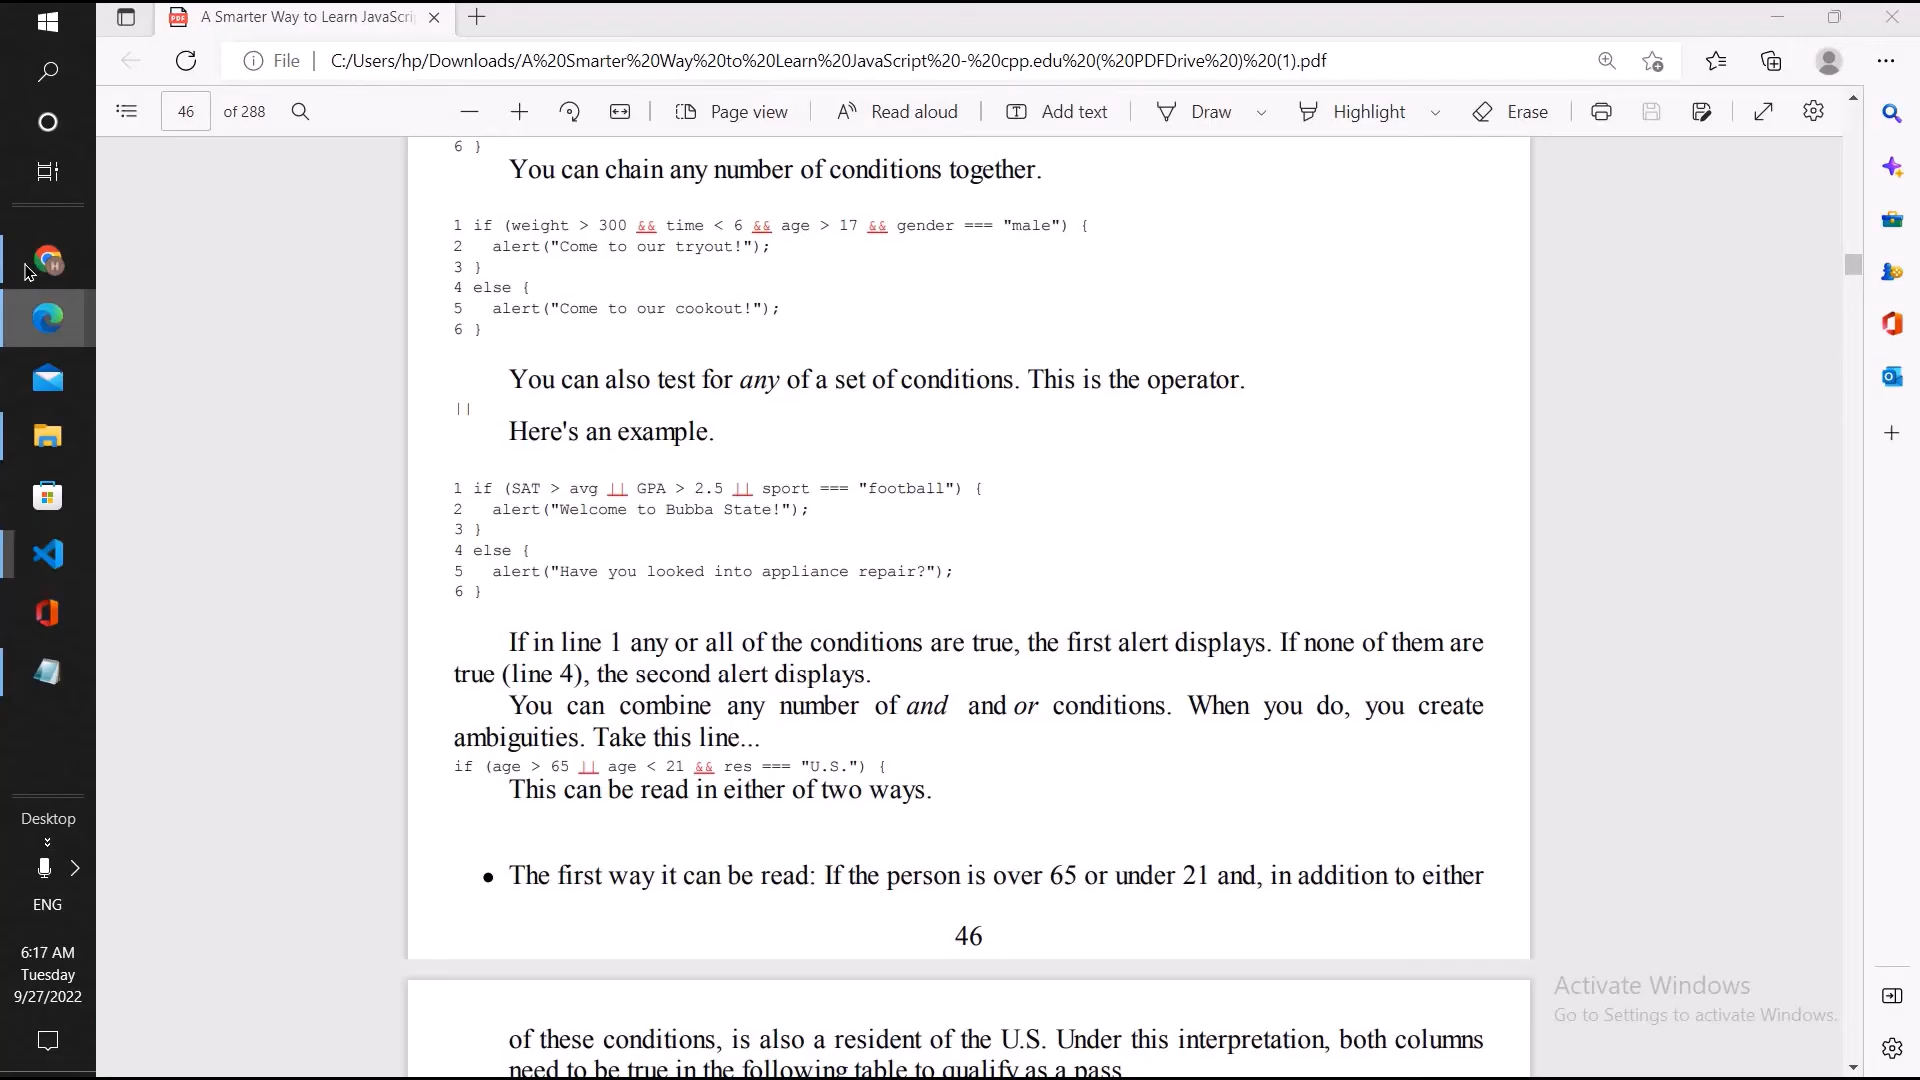 A Smarter Way to Learn JavaScri
File
C:/Users/hp/Downloads/A%20Smarter%20Way%20to%20Learn%20JavaScript%20-%20cpp.edu%20(%20PDFDrive%20)%20(1).pdf
46 of 288
Page view
Read aloud
Add text
Draw
Highlight
Erase
6 }
You can chain any number of conditions together.
1 if (weight > 300 && time < 6 && age > 17 && gender === "male") {
2 alert("Come to our tryout!");
3 }
4 else {
5 alert("Come to our cookout!");
6 }
You can also test for any of a set of conditions. This is the operator.
||
Here's an example.
1 if (SAT > avg || GPA > 2.5 || sport === "football") {
2 alert("Welcome to Bubba State!");
3 }
4 else {
5 alert("Have you looked into appliance repair?");
6 }
If in line 1 any or all of the conditions are true, the first alert displays. If none of them are
true (line 4), the second alert displays.
You can combine any number of and and or conditions. When you do, you create
ambiguities. Take this line...
if (age > 65 || age < 21 && res === "U.S.") {
This can be read in either of two ways.
• The first way it can be read: If the person is over 65 or under 21 and, in addition to either
46
of these conditions, is also a resident of the U.S. Under this interpretation, both columns
need to be true in the following table to qualify as a pass
Activate Windows
Go to Settings to activate Windows.
Desktop
ENG
6:17 AM
Tuesday
9/27/2022